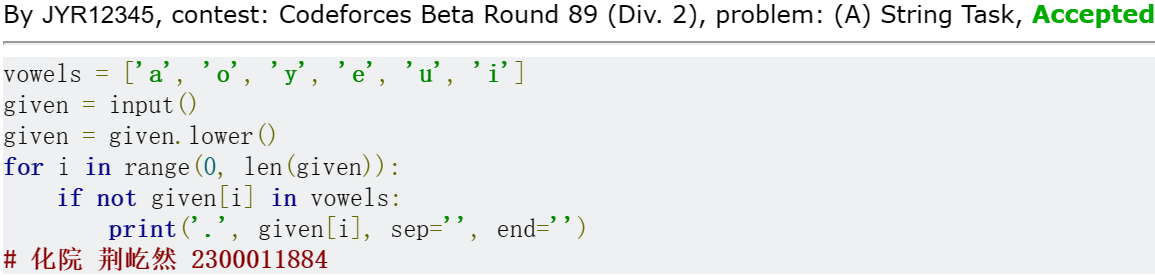 By JYR12345, contest: Codeforces Beta Round 89 (Div. 2), problem: (A) String Task, Accepted
vowels = ['a', 'o', 'y', 'e', 'u', 'i']
given = input()
given = given.lower()
for i in range(0, len(given)):
    if not given[i] in vowels:
        print('.', given[i], sep='', end='')
# 化院 荆屹然 2300011884